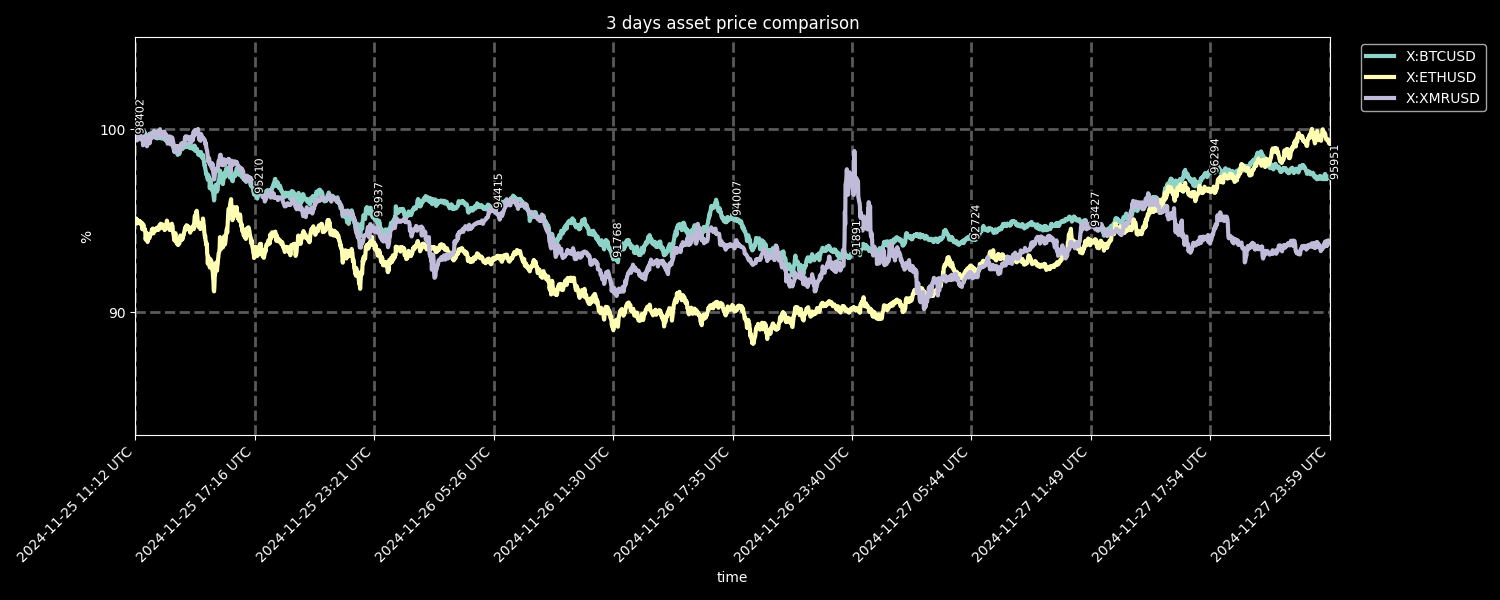 3 days asset price comparison
X:BTCUSD
X:ETHUSD
X:XMRUSD
%
100
90
98402
95210
93937
94415
91768
94007
91891
92724
93427
96294
95951
2024-11-25 11:12 UTC
2024-11-25 17:16 UTC
2024-11-25 23:21 UTC
2024-11-26 05:26 UTC
2024-11-26 11:30 UTC
2024-11-26 17:35 UTC
2024-11-26 23:40 UTC
2024-11-27 05:44 UTC
2024-11-27 11:49 UTC
2024-11-27 17:54 UTC
2024-11-27 23:59 UTC
time